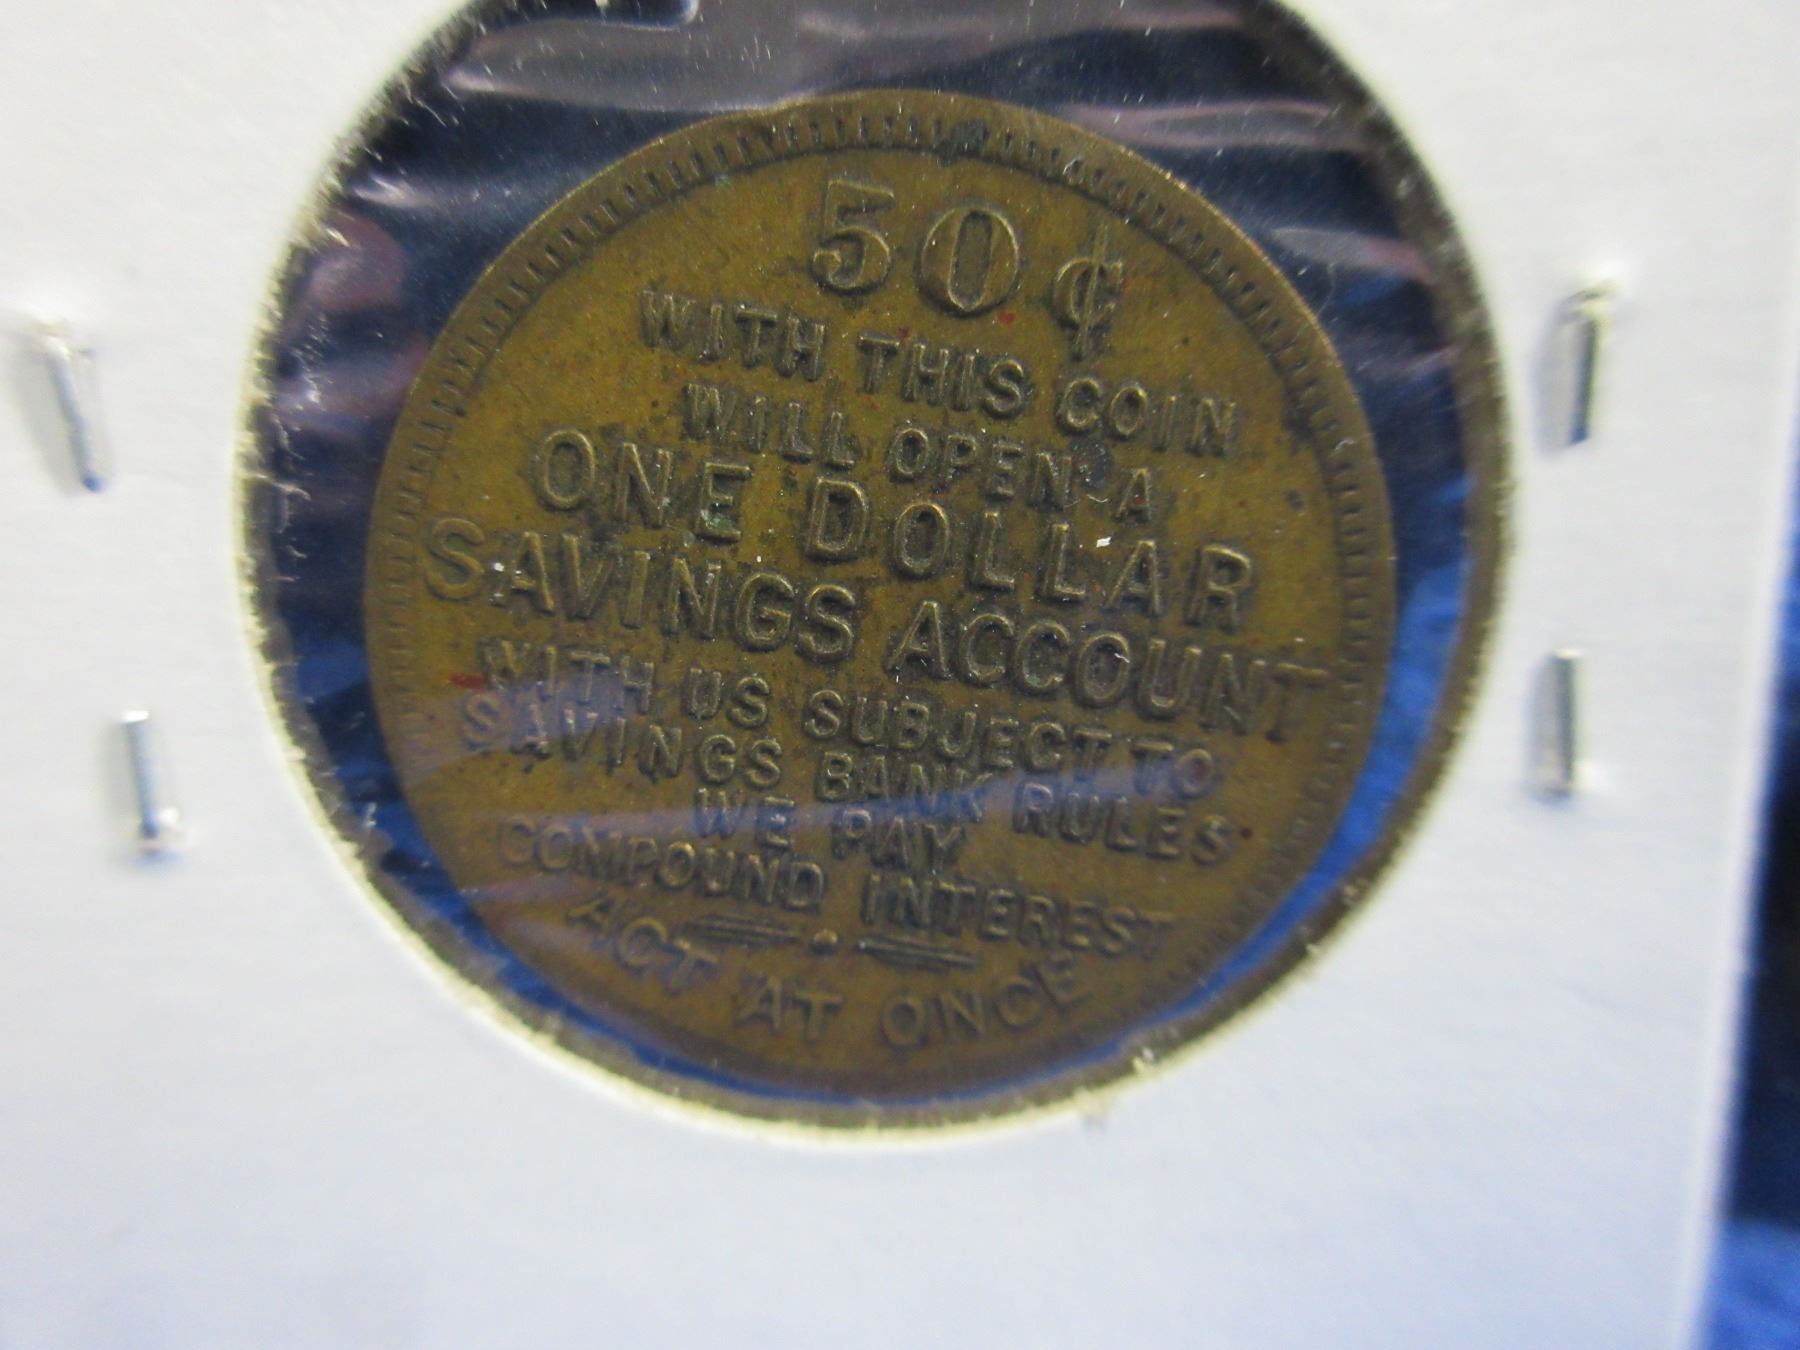 50¢
WITH THIS COIN
WILL OPEN A
ONE DOLLAR
SAVINGS ACCOUNT
WITH US SUBJECT TO
SAVINGS BANK RULES
WE PAY
COMPOUND INTEREST
ACT AT ONCE